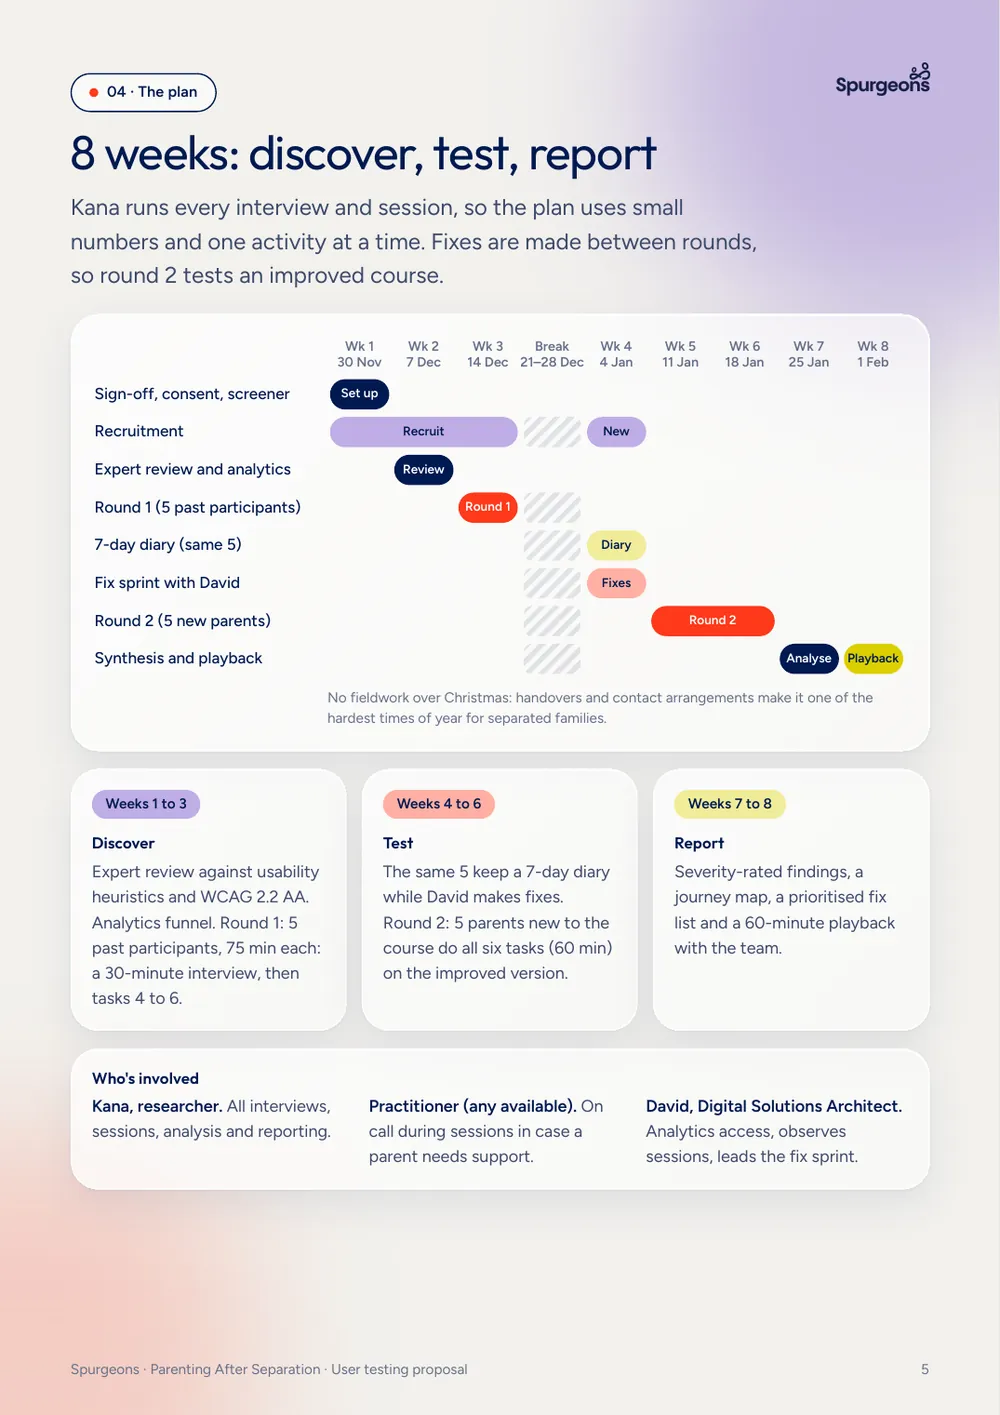 04 · The plan
Spurgeons
8 weeks: discover, test, report
Kana runs every interview and session, so the plan uses small
numbers and one activity at a time. Fixes are made between rounds,
so round 2 tests an improved course.
Wk 1 Wk 2 Wk 3 Break Wk 4 Wk 5 Wk 6 Wk 7 Wk 8
30 Nov 7 Dec 14 Dec 21–28 Dec 4 Jan 11 Jan 18 Jan 25 Jan 1 Feb
Sign-off, consent, screener Set up
Recruitment Recruit New
Expert review and analytics Review
Round 1 (5 past participants) Round 1
7-day diary (same 5) Diary
Fix sprint with David Fixes
Round 2 (5 new parents) Round 2
Synthesis and playback Analyse Playback
No fieldwork over Christmas: handovers and contact arrangements make it one of the
hardest times of year for separated families.
Weeks 1 to 3
Discover
Expert review against usability
heuristics and WCAG 2.2 AA.
Analytics funnel. Round 1: 5
past participants, 75 min each:
a 30-minute interview, then
tasks 4 to 6.
Weeks 4 to 6
Test
The same 5 keep a 7-day diary
while David makes fixes.
Round 2: 5 parents new to the
course do all six tasks (60 min)
on the improved version.
Weeks 7 to 8
Report
Severity-rated findings, a
journey map, a prioritised fix
list and a 60-minute playback
with the team.
Who's involved
Kana, researcher. All interviews,
sessions, analysis and reporting.
Practitioner (any available). On
call during sessions in case a
parent needs support.
David, Digital Solutions Architect.
Analytics access, observes
sessions, leads the fix sprint.
Spurgeons · Parenting After Separation · User testing proposal
5